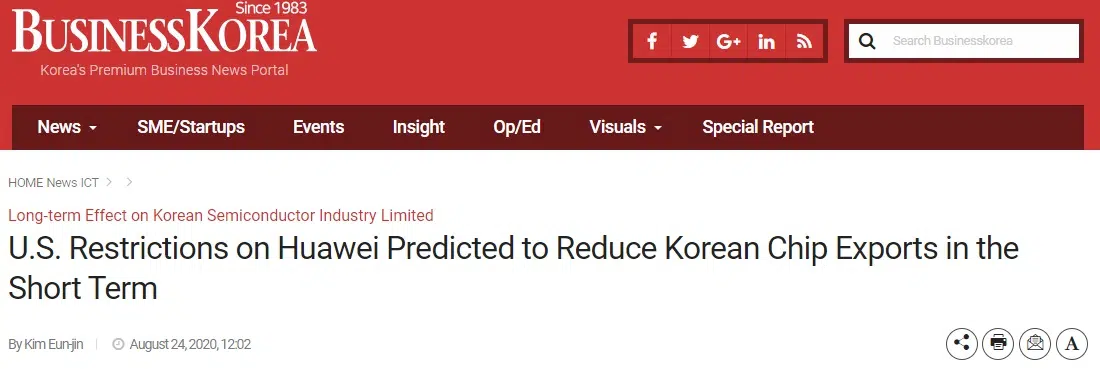 Since 1983
BUSINESSKOREA
Korea's Premium Business News Portal
f G+ in
Search Businesskorea
News SME/Startups Events Insight Op/Ed Visuals Special Report
HOME News ICT > >
Long-term Effect on Korean Semiconductor Industry Limited
U.S. Restrictions on Huawei Predicted to Reduce Korean Chip Exports in the
Short Term
By Kim Eun-jin | August 24, 2020, 12:02
A